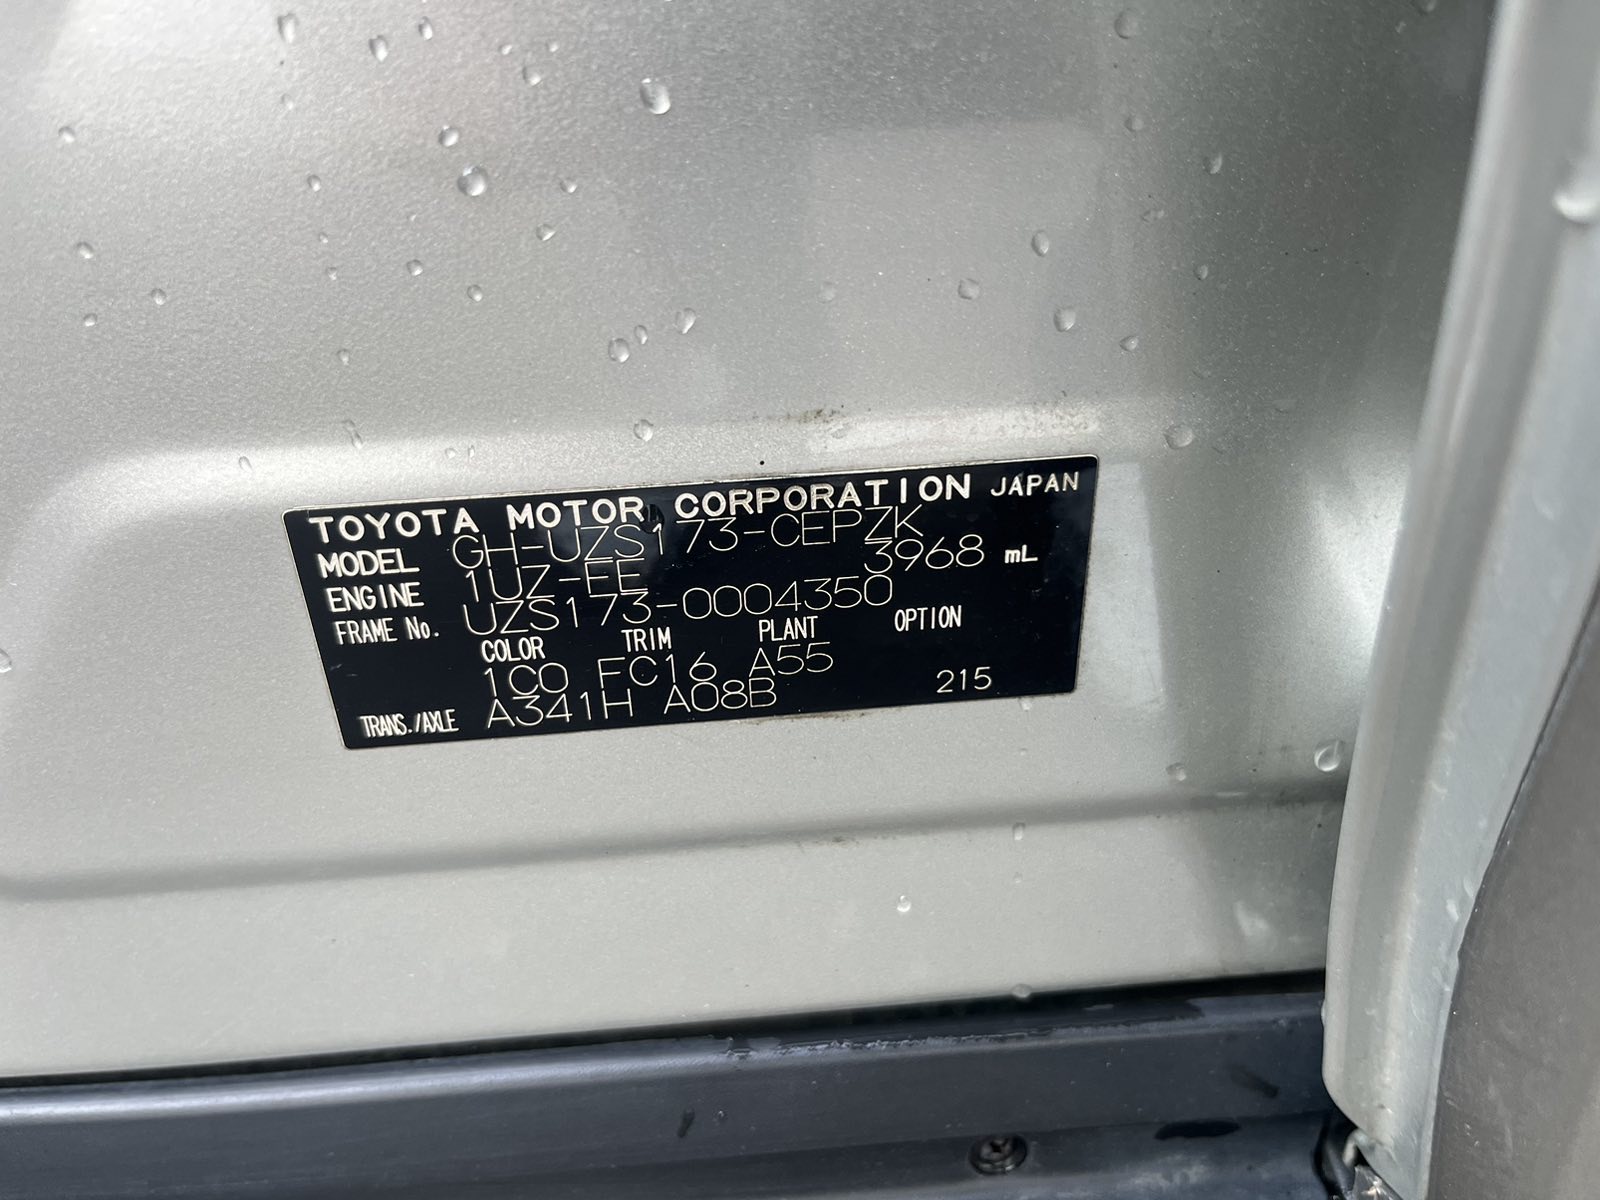 TOYOTA MOTOR CORPORATION JAPAN
MODEL GH-UZS173-CEPZK
ENGINE 1UZ-FE 3968 mL
FRAME No. UZS173-0004350
COLOR TRIM PLANT OPTION
1C0 FC16 A55
TRANS./AXLE A341H A08B 215